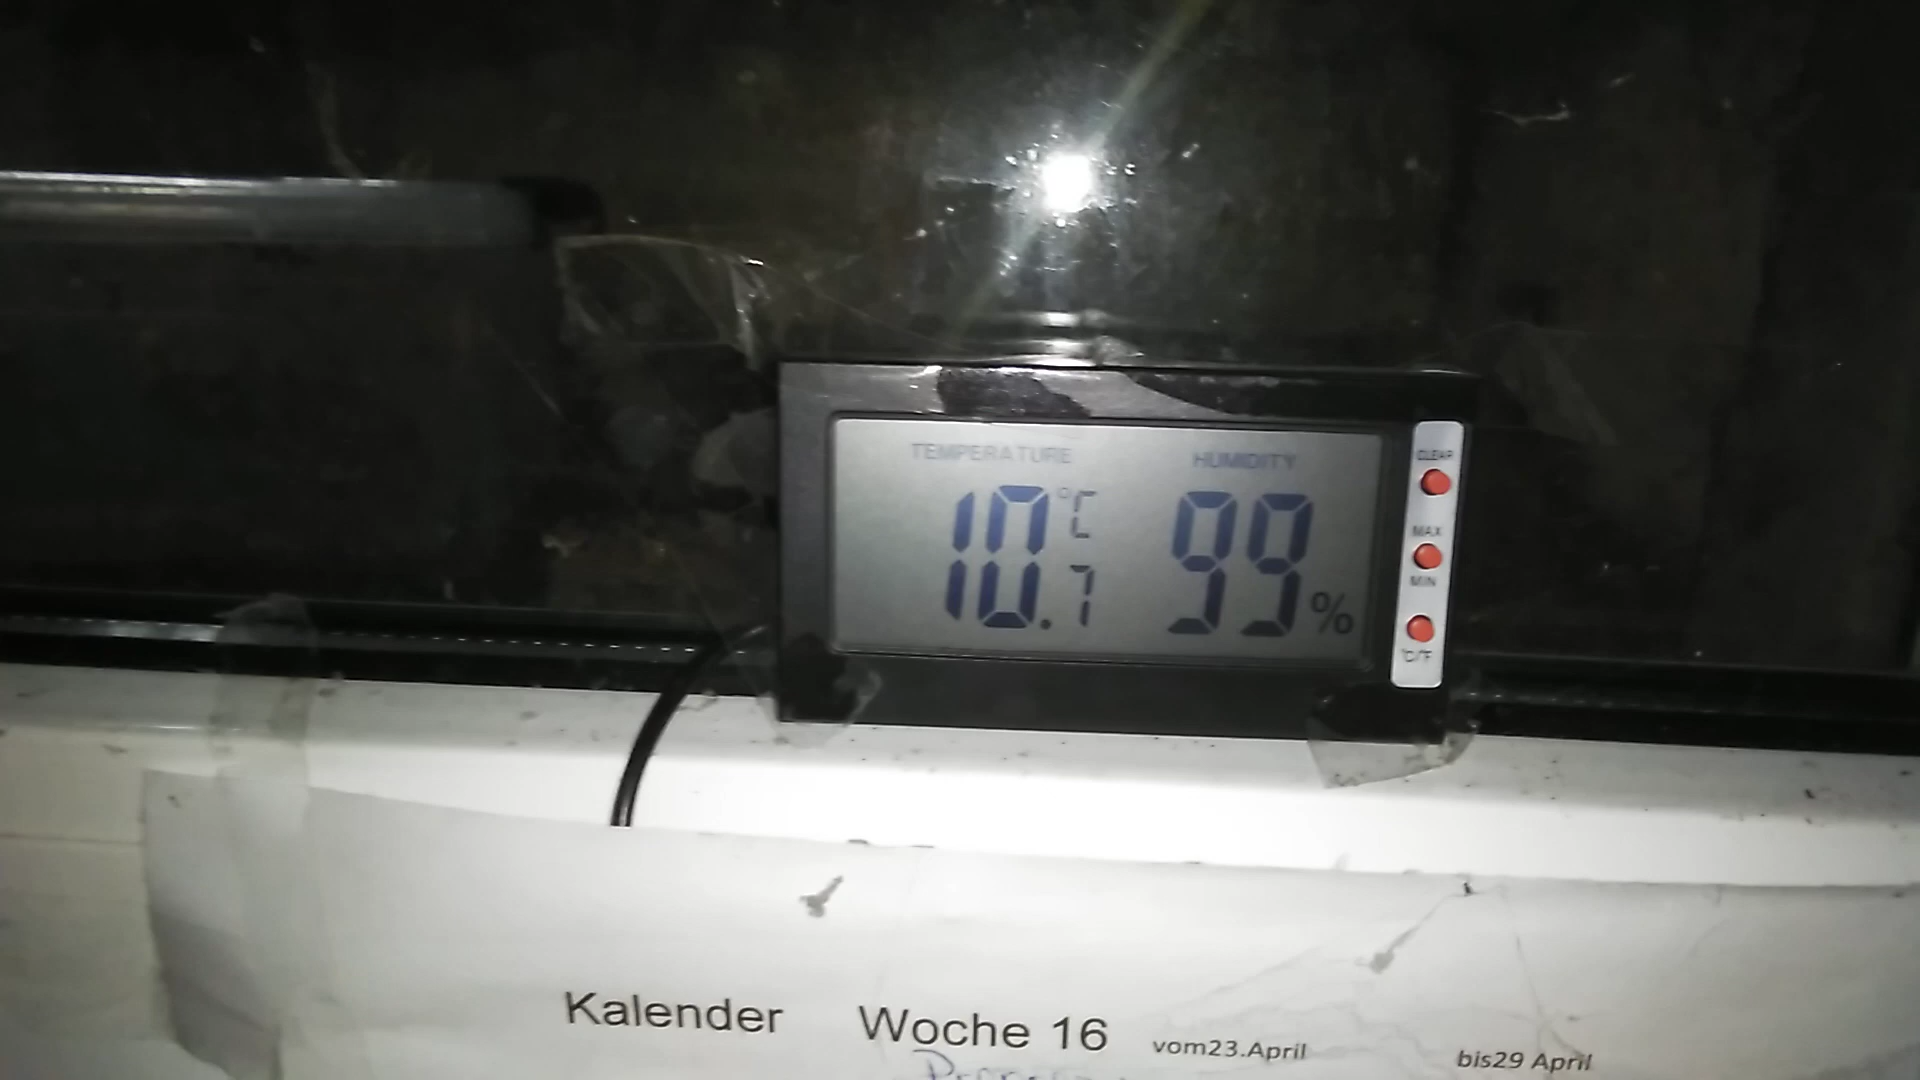 TEMPERATURE HUMIDITY
10.7 °C 99 %
CLEAR
MAX
MIN
°C/°F
Kalender Woche 16 vom23.April bis29 April